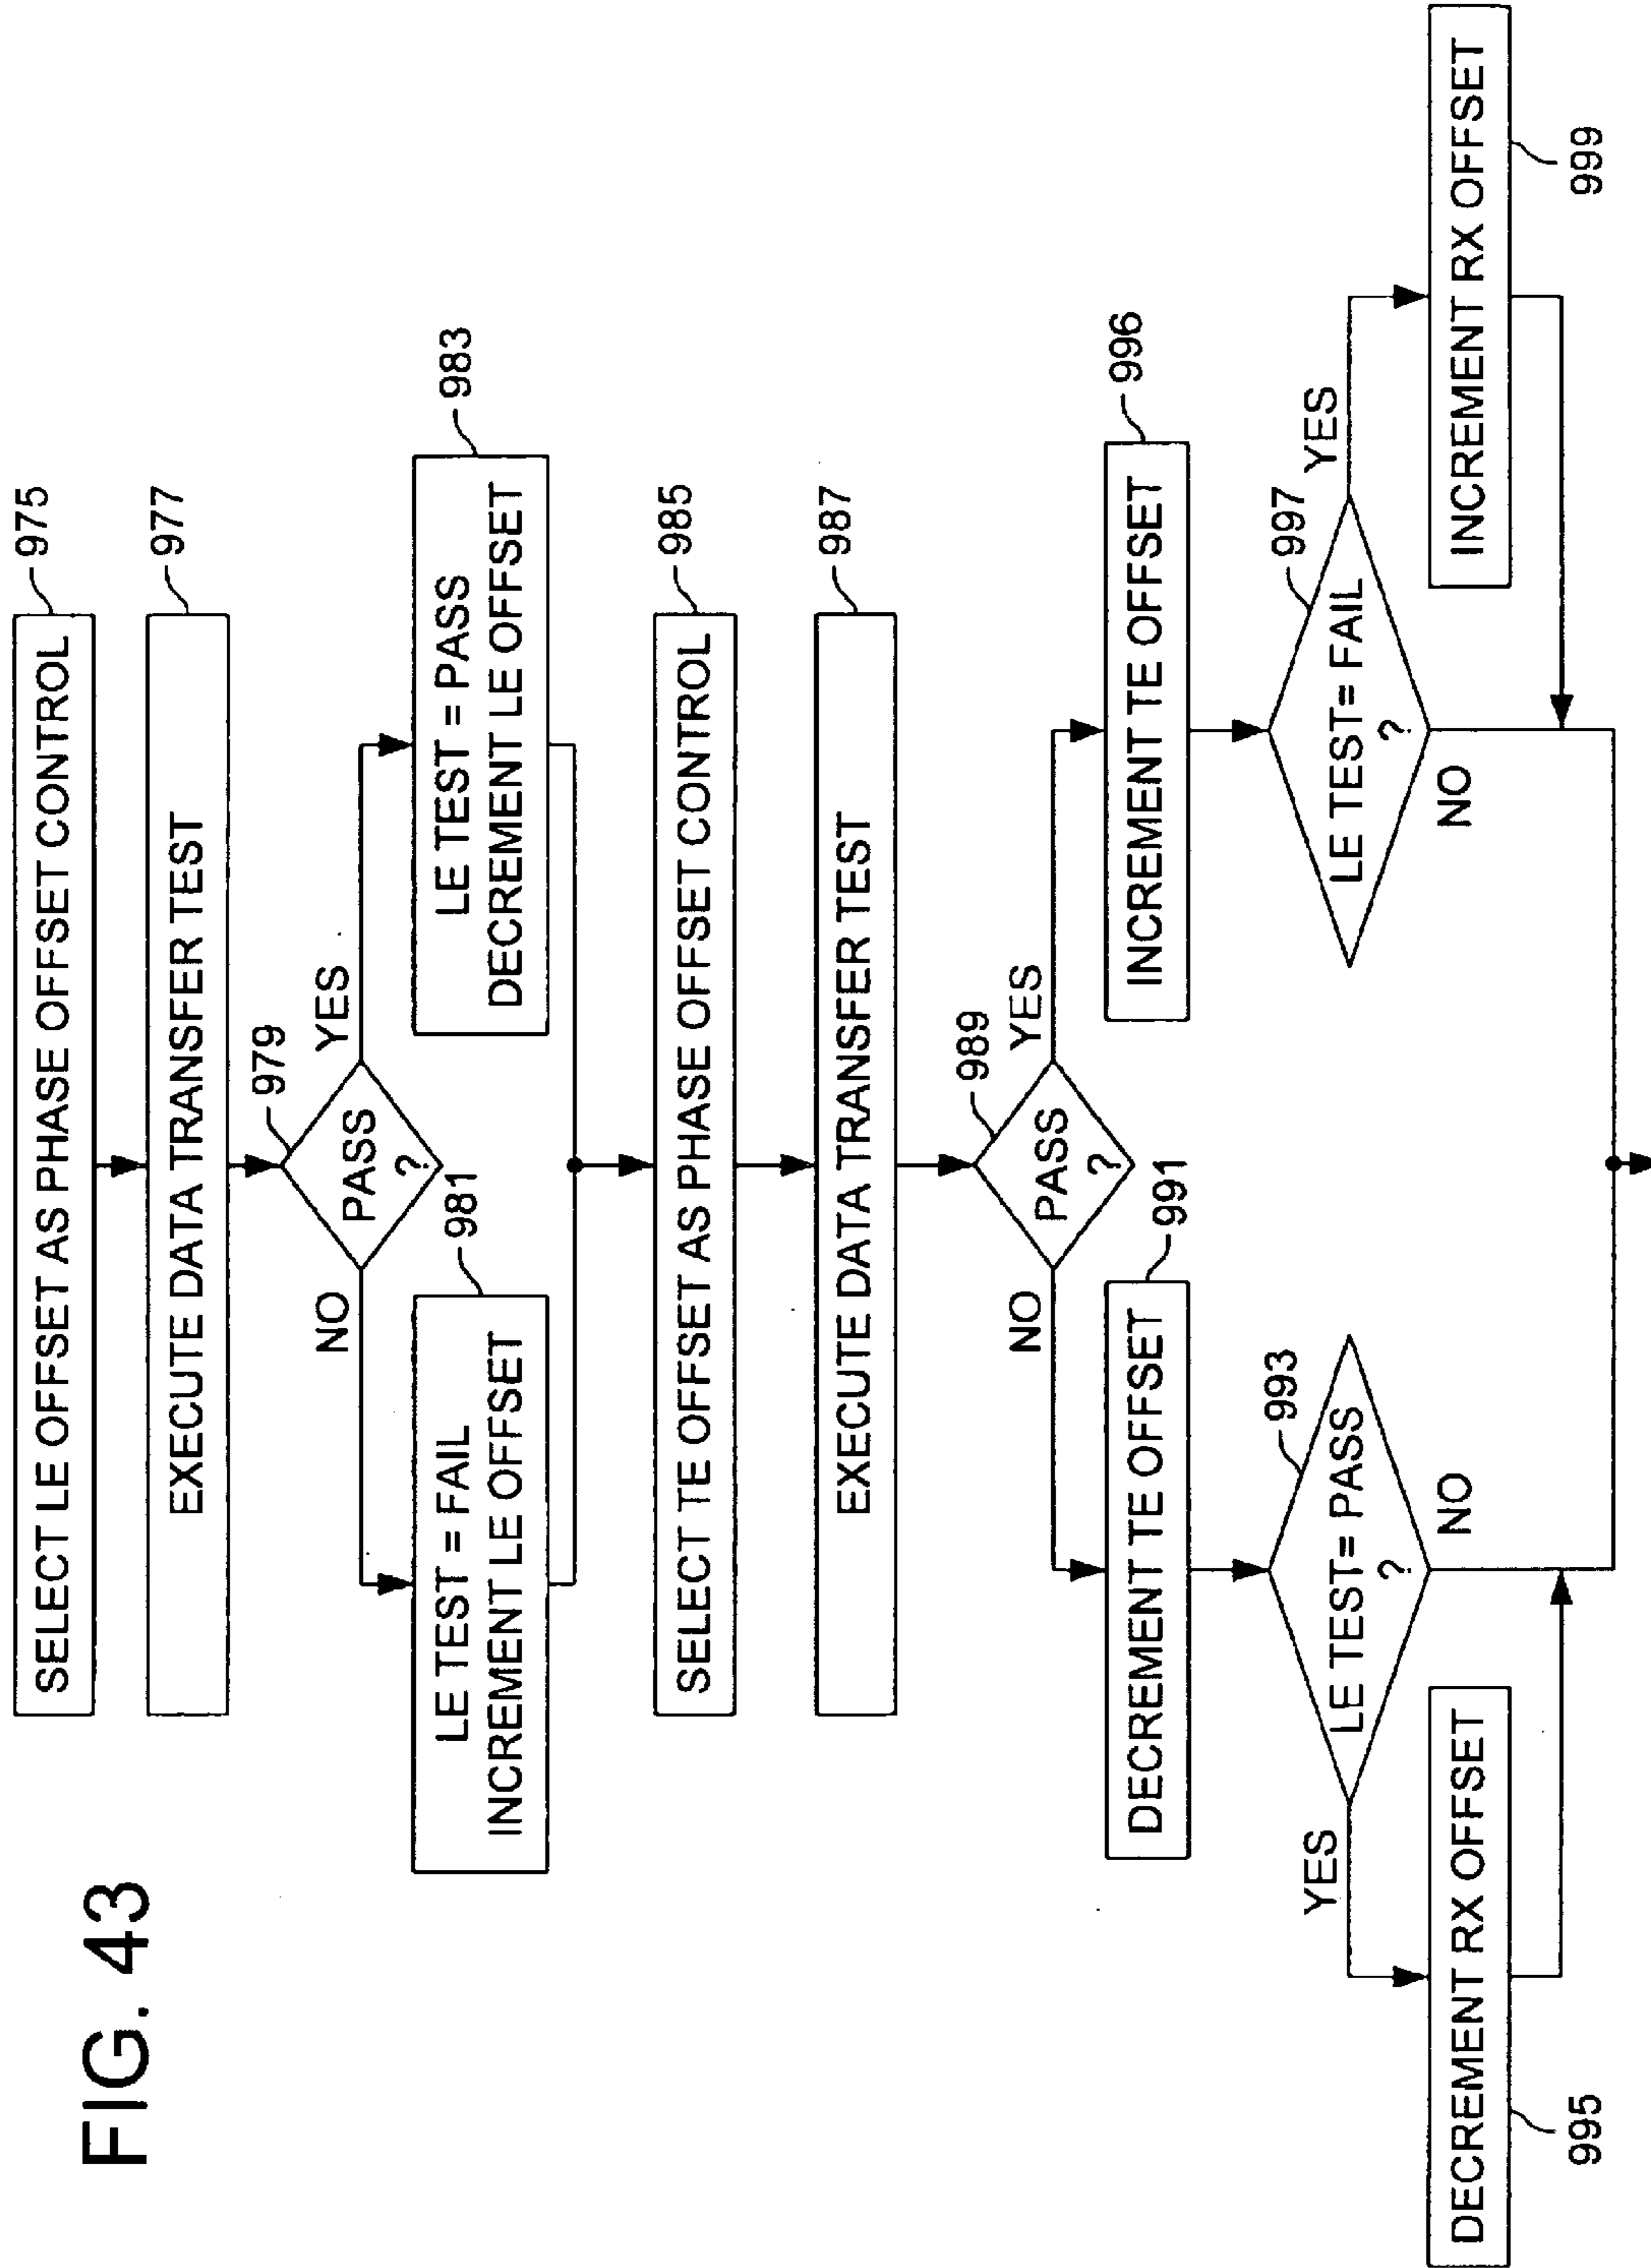 FIG. 43
SELECT LE OFFSET AS PHASE OFFSET CONTROL
975
EXECUTE DATA TRANSFER TEST
977
979
PASS
?
NO
YES
981
LE TEST = FAIL
INCREMENT LE OFFSET
983
LE TEST = PASS
DECREMENT LE OFFSET
SELECT TE OFFSET AS PHASE OFFSET CONTROL
985
EXECUTE DATA TRANSFER TEST
987
989
PASS
?
NO
YES
991
DECREMENT TE OFFSET
996
INCREMENT TE OFFSET
993
LE TEST= PASS
?
YES
NO
997
LE TEST= FAIL
?
NO
YES
DECREMENT RX OFFSET
995
INCREMENT RX OFFSET
999